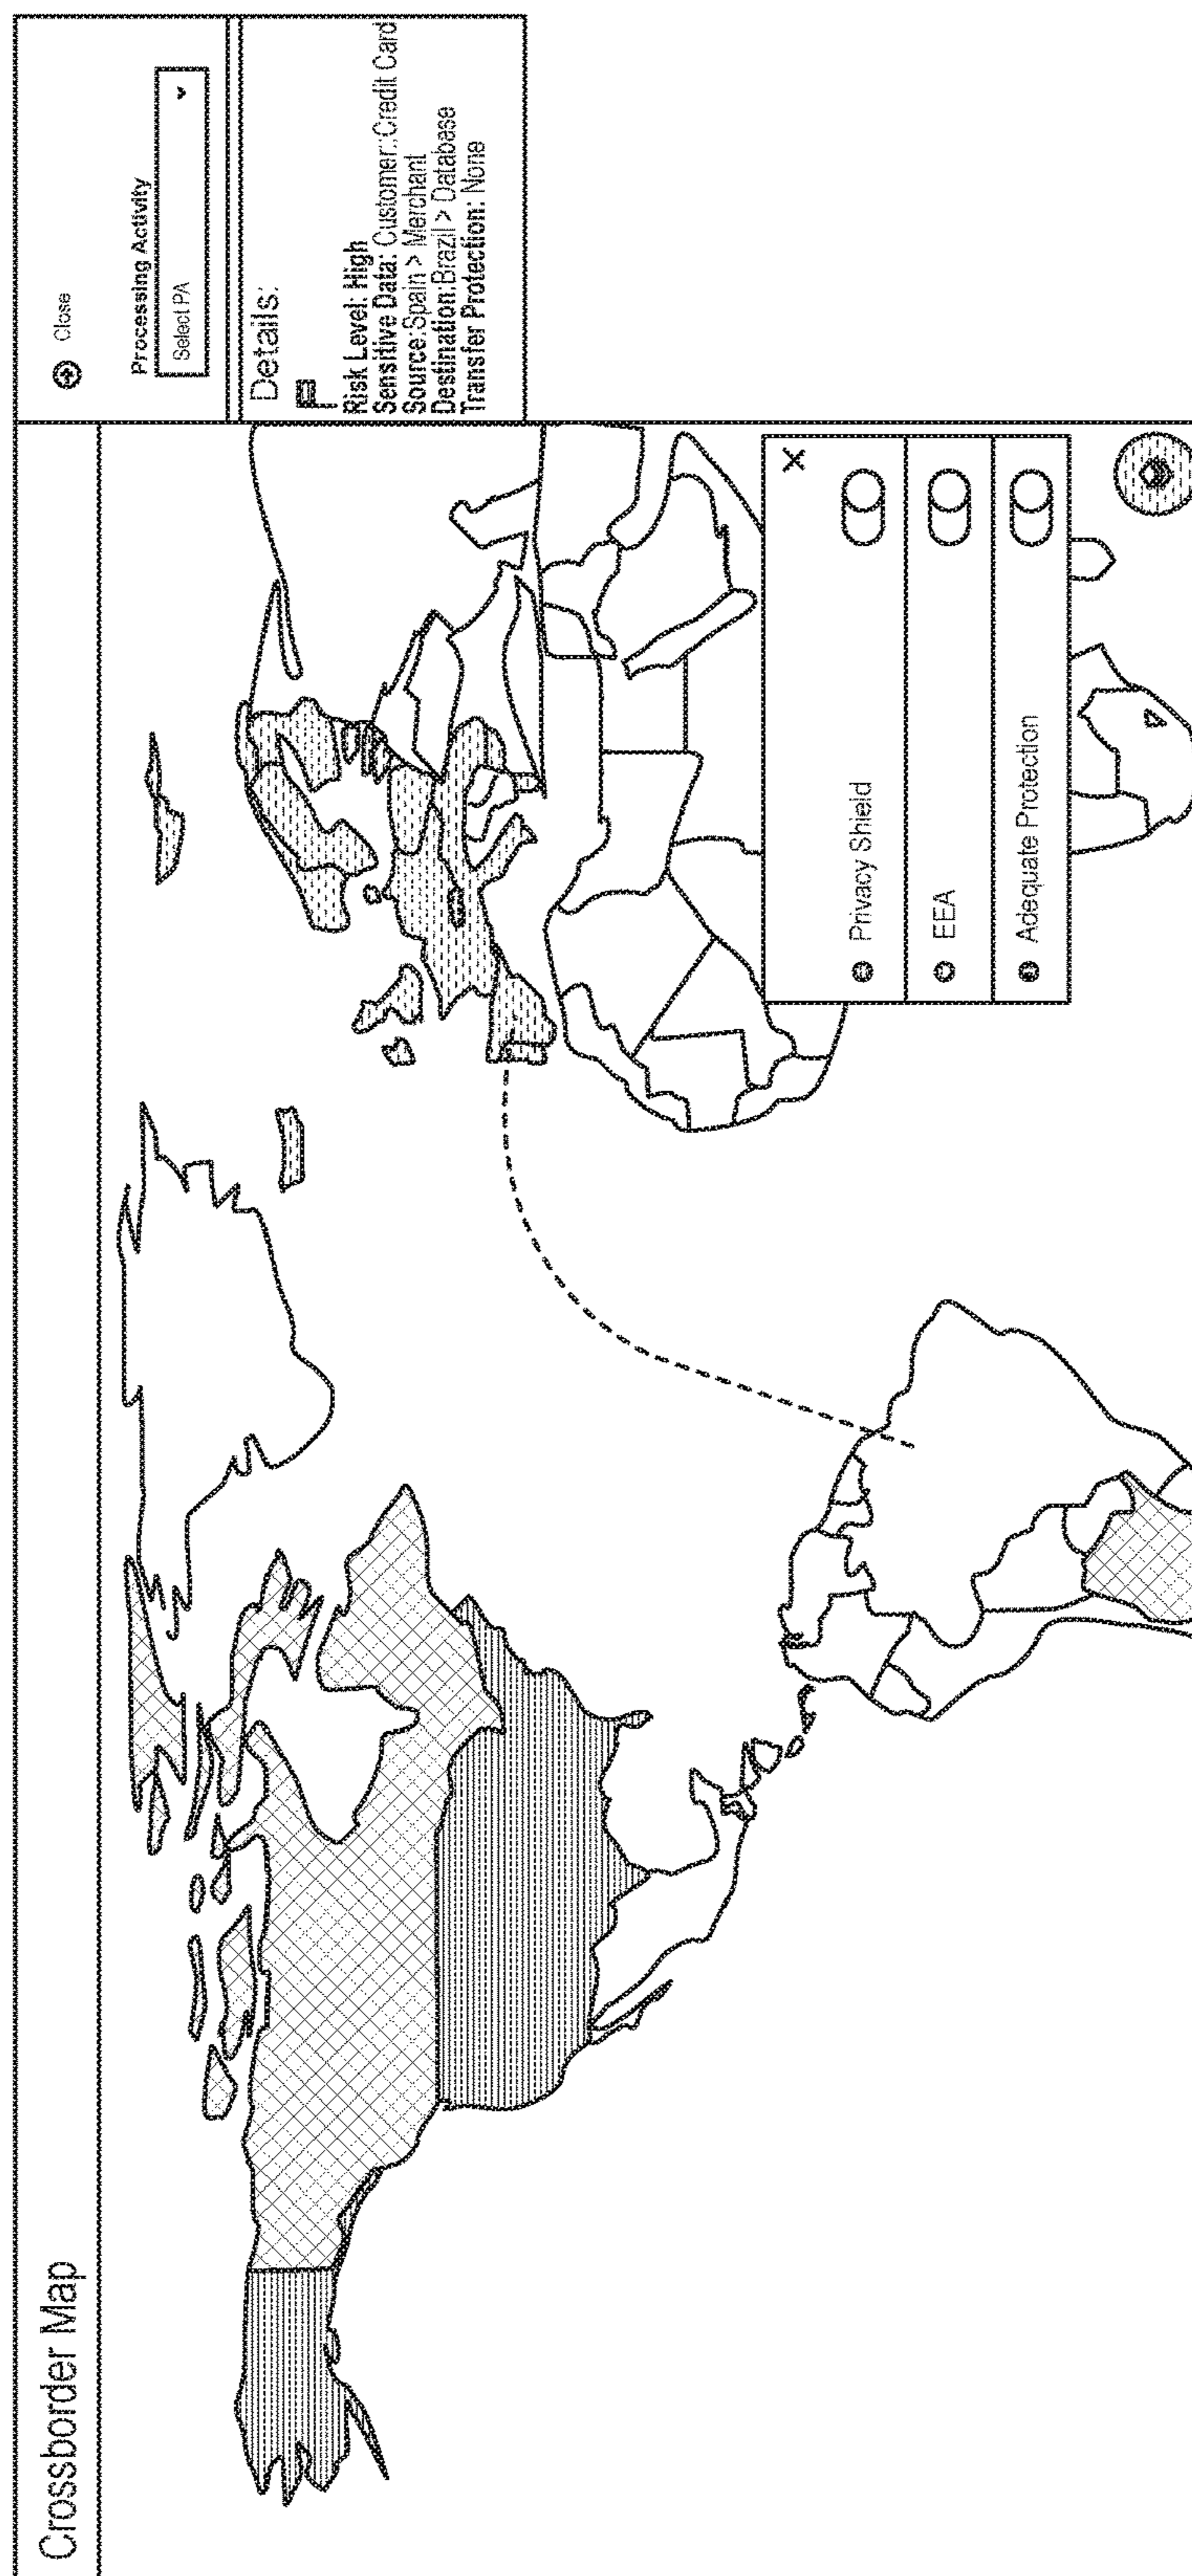 Crossborder Map
Close
Processing Activity
Select PA
Details:
Risk Level: High
Sensitive Data: Customer::Credit Card
Source:Spain > Merchant
Destination:Brazil > Database
Transfer Protection: None
Privacy Shield
EEA
Adequate Protection